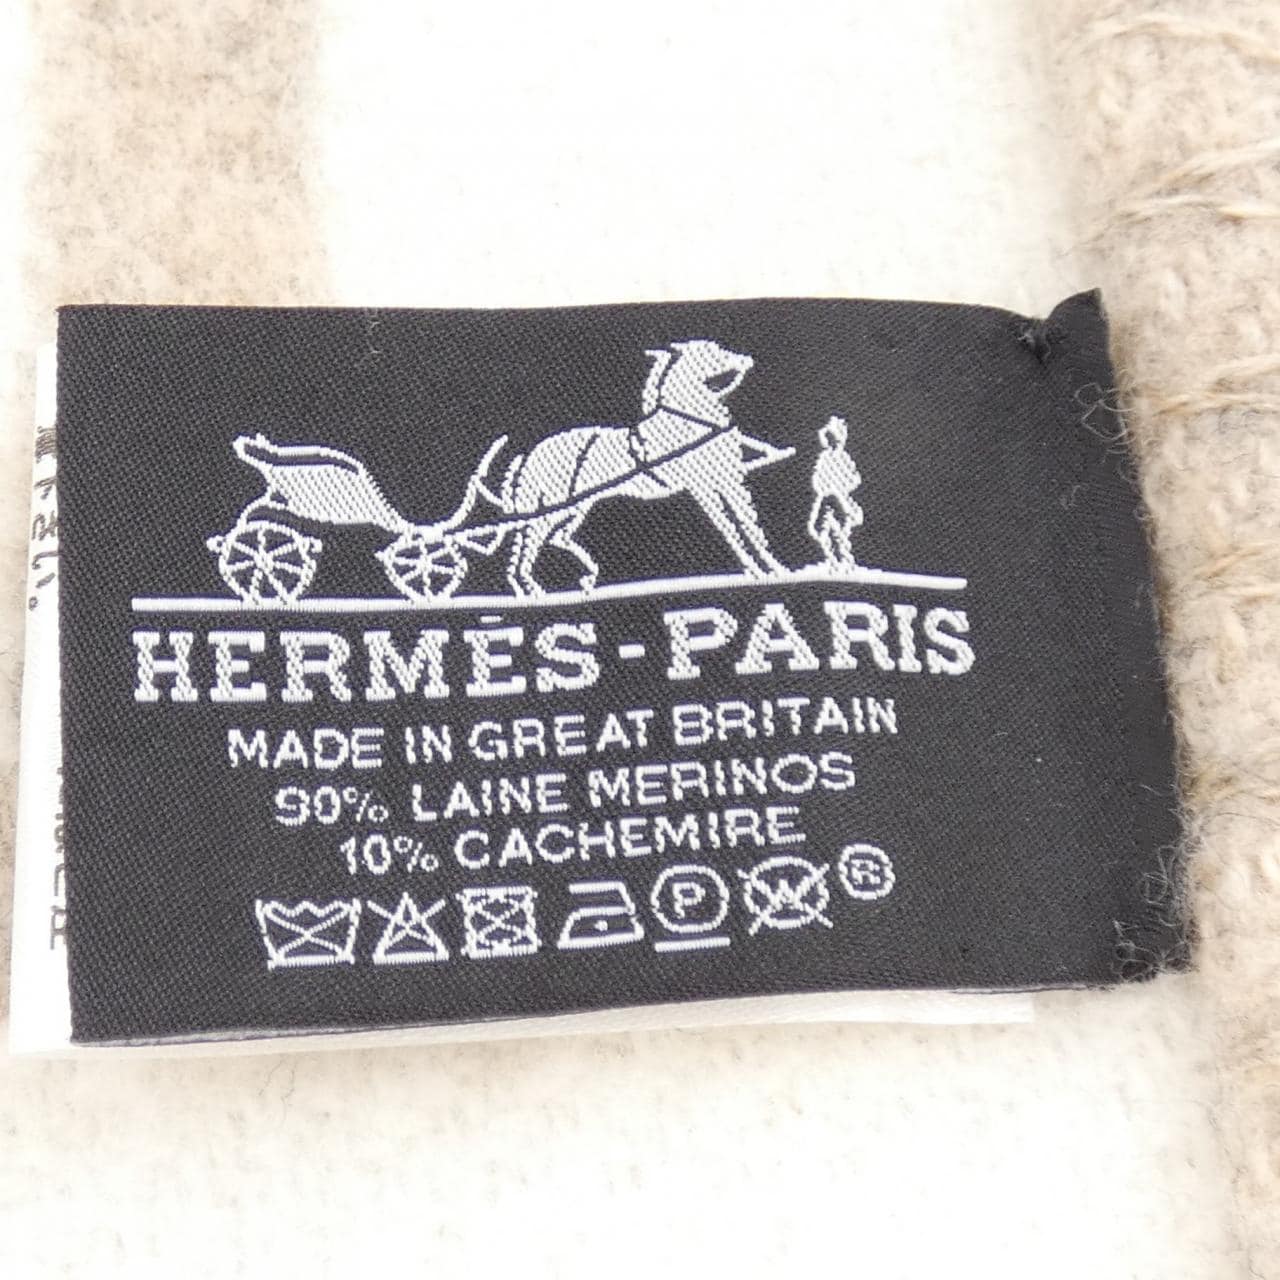 HERMÈS-PARIS
MADE IN GREAT BRITAIN
90% LAINE MERINOS
10% CACHEMIRE
P W ®